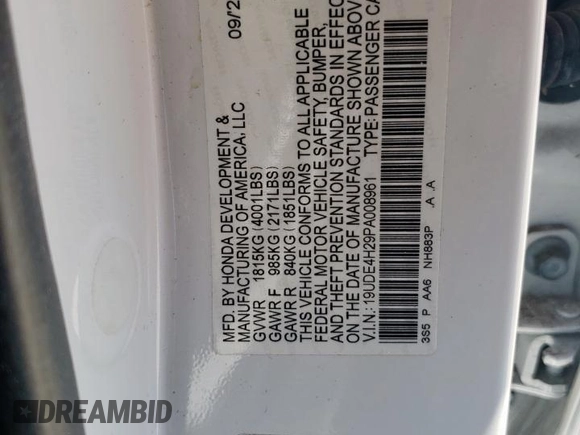 MFD. BY HONDA DEVELOPMENT &
MANUFACTURING OF AMERICA, LLC 09/2
GVWR 1815KG (4001LBS)
GAWR F 985KG (2171LBS)
GAWR R 840KG (1851LBS)
THIS VEHICLE CONFORMS TO ALL APPLICABLE
FEDERAL MOTOR VEHICLE SAFETY, BUMPER,
AND THEFT PREVENTION STANDARDS IN EFFEC
ON THE DATE OF MANUFACTURE SHOWN ABOV
V.I.N.: 19UDE4H29PA008961 TYPE: PASSENGER CA
3S5 P AA6 NH883P A .A
DREAMBID